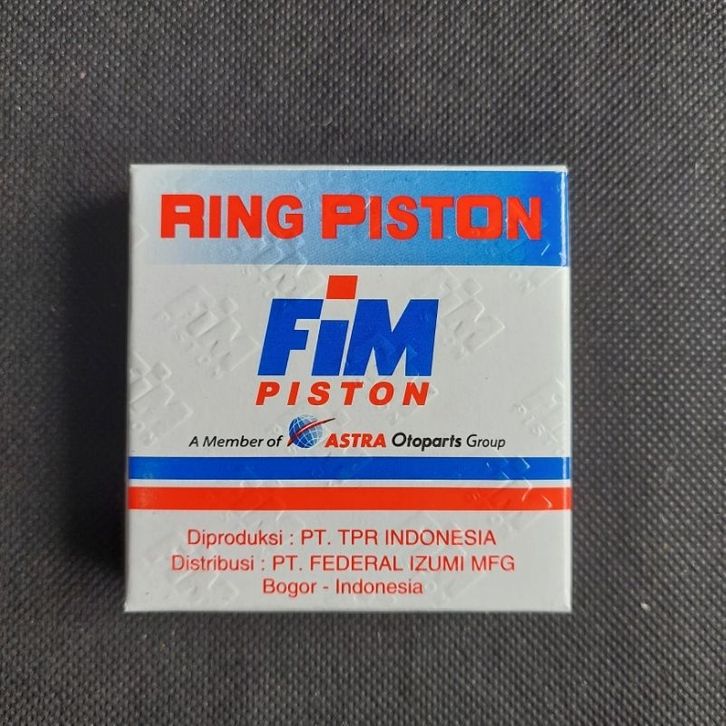 RING PISTON
FiM
PISTON
A Member of ASTRA Otoparts Group
Diproduksi : PT. TPR INDONESIA
Distribusi : PT. FEDERAL IZUMI MFG
Bogor - Indonesia